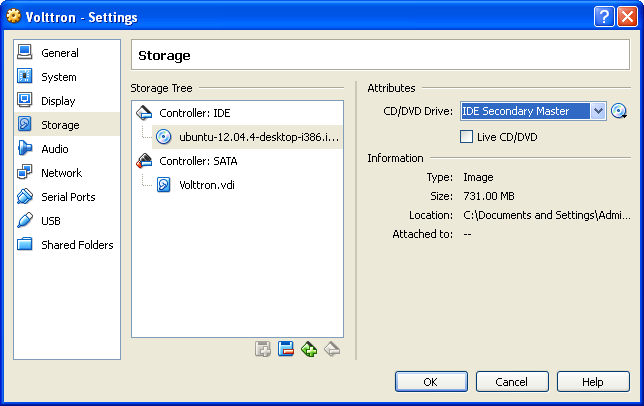 Volttron - Settings
General
System
Display
Storage
Audio
Network
Serial Ports
USB
Shared Folders
Storage
Storage Tree
Controller: IDE
ubuntu-12.04.4-desktop-i386.i...
Controller: SATA
Volttron.vdi
Attributes
CD/DVD Drive: IDE Secondary Master
Live CD/DVD
Information
Type: Image
Size: 731.00 MB
Location: C:\Documents and Settings\Admi...
Attached to: --
OK Cancel Help